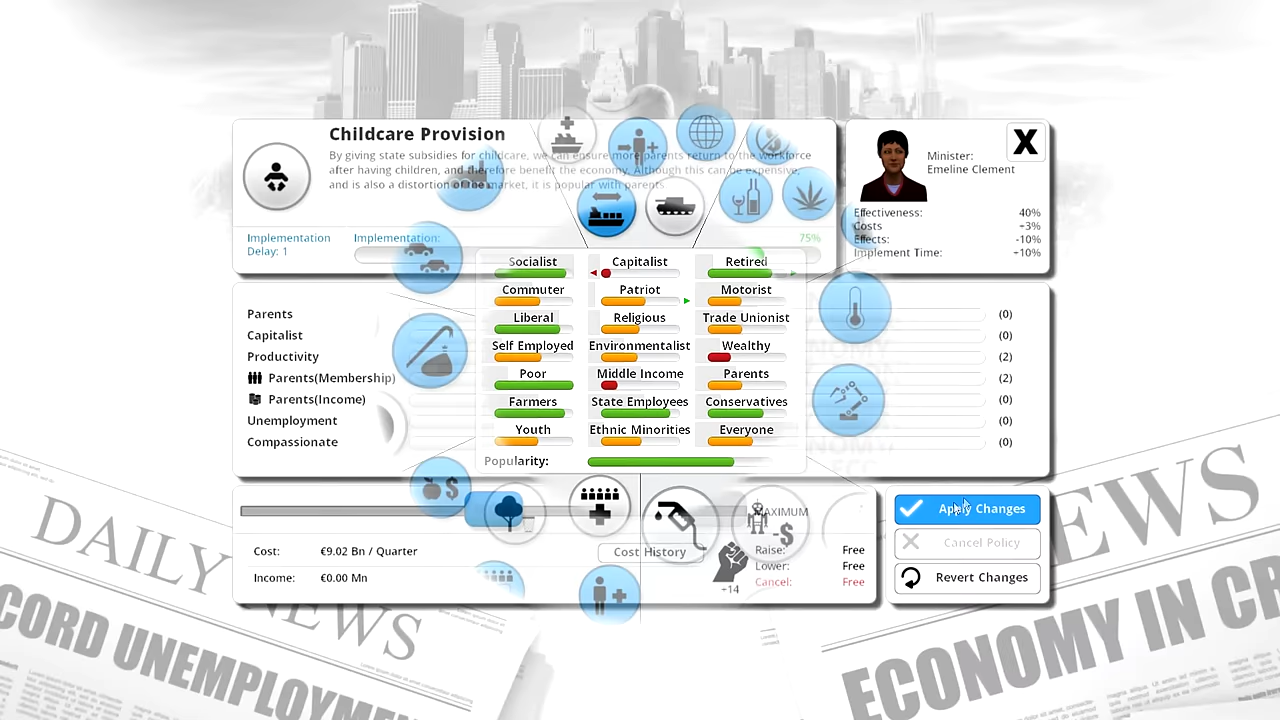 Childcare Provision
By giving state subsidies for childcare, we can ensure more parents return to the workforce
after having children, and therefore benefit the economy. Although this can be expensive,
and is also a distortion of the market, it is popular with parents
Implementation
Delay: 1
Implementation:
75%
X
Minister:
Emeline Clement
Effectiveness: 40%
Costs +3%
Effects: -10%
Implement Time: +10%
Parents (0)
Capitalist (0)
Productivity (2)
Parents(Membership) (2)
Parents(Income) (0)
Unemployment (0)
Compassionate (0)
Socialist Capitalist Retired
Commuter Patriot Motorist
Liberal Religious Trade Unionist
Self Employed Environmentalist Wealthy
Poor Middle Income Parents
Farmers State Employees Conservatives
Youth Ethnic Minorities Everyone
Popularity:
MAXIMUM
Cost: €9.02 Bn / Quarter
Income: €0.00 Mn
Cost History
+14
-$
$
Raise: Free
Lower: Free
Cancel: Free
Apply Changes
Cancel Policy
Revert Changes
DAILY NEWS
CORD UNEMPLOYME
NEWS
ECONOMY IN CR